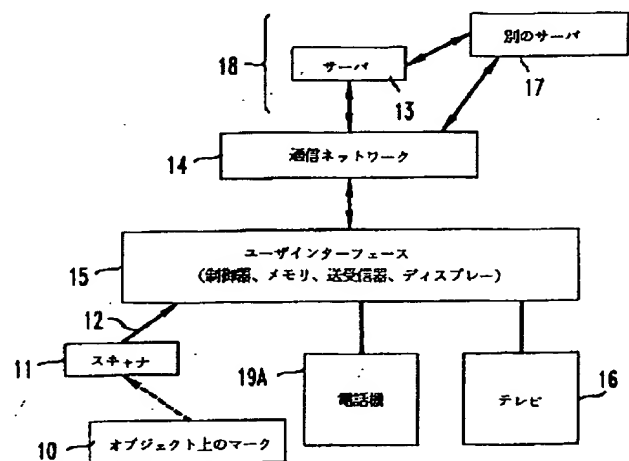 18
サーバ
13
別のサーバ
17
14
通信ネットワーク
15
ユーザインターフェース
(制御器、メモリ、送受信器、ディスプレー)
12
11
スキャナ
10
オブジェクト上のマーク
19A
電話機
テレビ
16